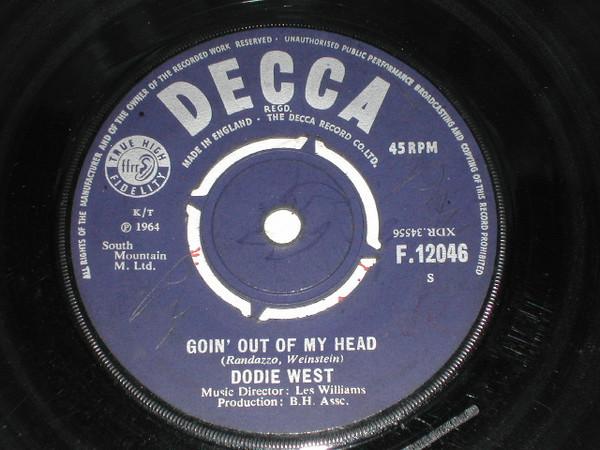 ALL RIGHTS OF THE MANUFACTURER AND OF THE OWNER OF THE RECORDED WORK RESERVED · UNAUTHORISED PUBLIC PERFORMANCE BROADCASTING AND COPYING OF THIS RECORD PROHIBITED
DECCA
REGD.
MADE IN ENGLAND · THE DECCA RECORD CO. LTD.
TRUE HIGH
ffrr
FIDELITY
45 RPM
K/T
℗ 1964
South
Mountain
M. Ltd.
XDR.34556
F.12046
S
GOIN' OUT OF MY HEAD
(Randazzo, Weinstein)
DODIE WEST
Music Director: Les Williams
Production: B.H. Assc.